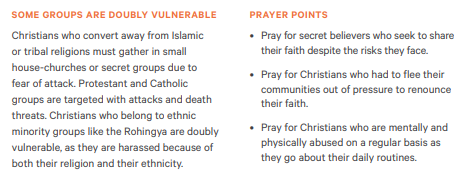 SOME GROUPS ARE DOUBLY VULNERABLE
Christians who convert away from Islamic
or tribal religions must gather in small
house-churches or secret groups due to
fear of attack. Protestant and Catholic
groups are targeted with attacks and death
threats. Christians who belong to ethnic
minority groups like the Rohingya are doubly
vulnerable, as they are harassed because of
both their religion and their ethnicity.
PRAYER POINTS
• Pray for secret believers who seek to share
their faith despite the risks they face.
• Pray for Christians who had to flee their
communities out of pressure to renounce
their faith.
• Pray for Christians who are mentally and
physically abused on a regular basis as
they go about their daily routines.